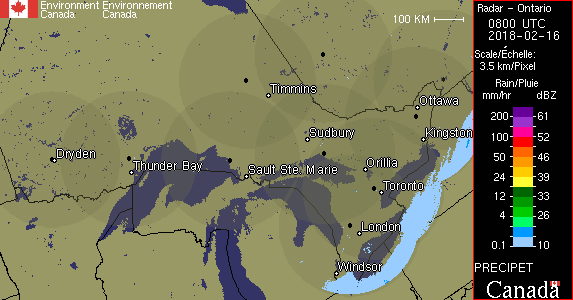 Environment Environnement
Canada Canada
100 KM
Timmins
Ottawa
Sudbury
Kingston
Dryden
Thunder Bay
Sault Ste. Marie
Orillia
Toronto
London
Windsor
Radar - Ontario
0800 UTC
2018-02-16
Scale/Échelle:
3.5 km/Pixel
Rain/Pluie
mm/hr dBZ
200 61
100 52
50 46
24 39
12 33
4 26
1 20
0.1 10
PRECIPET
Canada